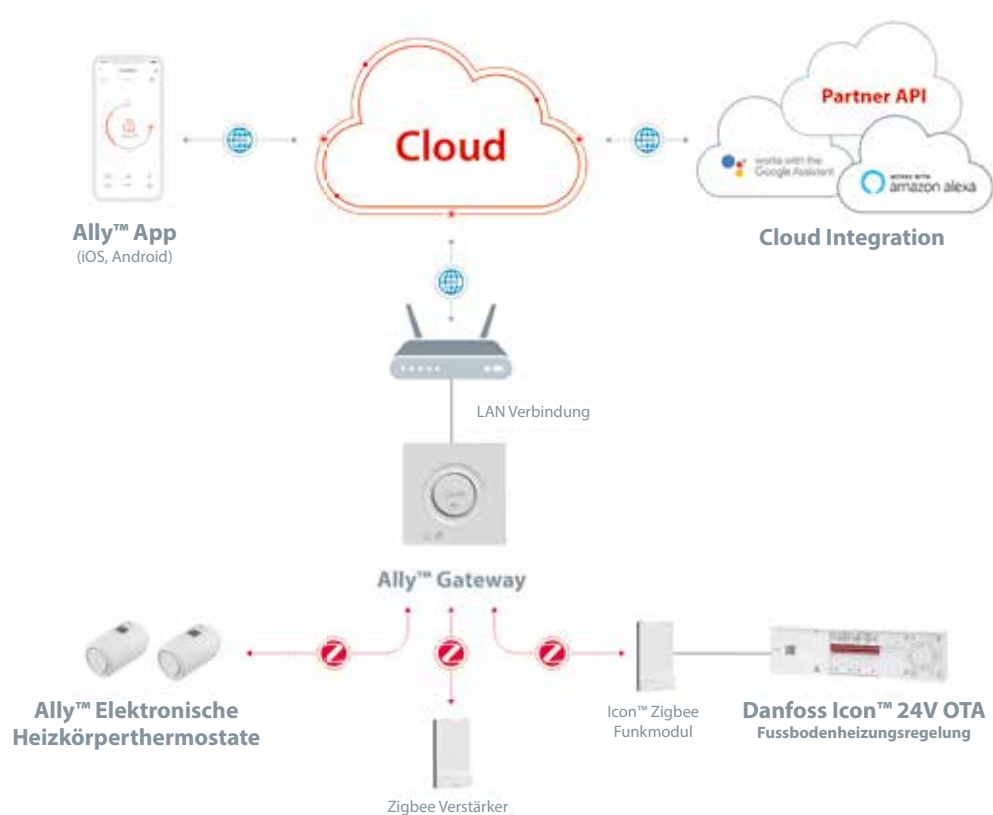 Cloud
Partner API
works with the
Google Assistant
WORKS WITH
amazon alexa
Ally™ App
(iOS, Android)
Cloud Integration
LAN Verbindung
Ally™ Gateway
Ally™ Elektronische
Heizkörperthermostate
Icon™ Zigbee
Funkmodul
Danfoss Icon™ 24V OTA
Fussbodenheizungsregelung
Zigbee Verstärker